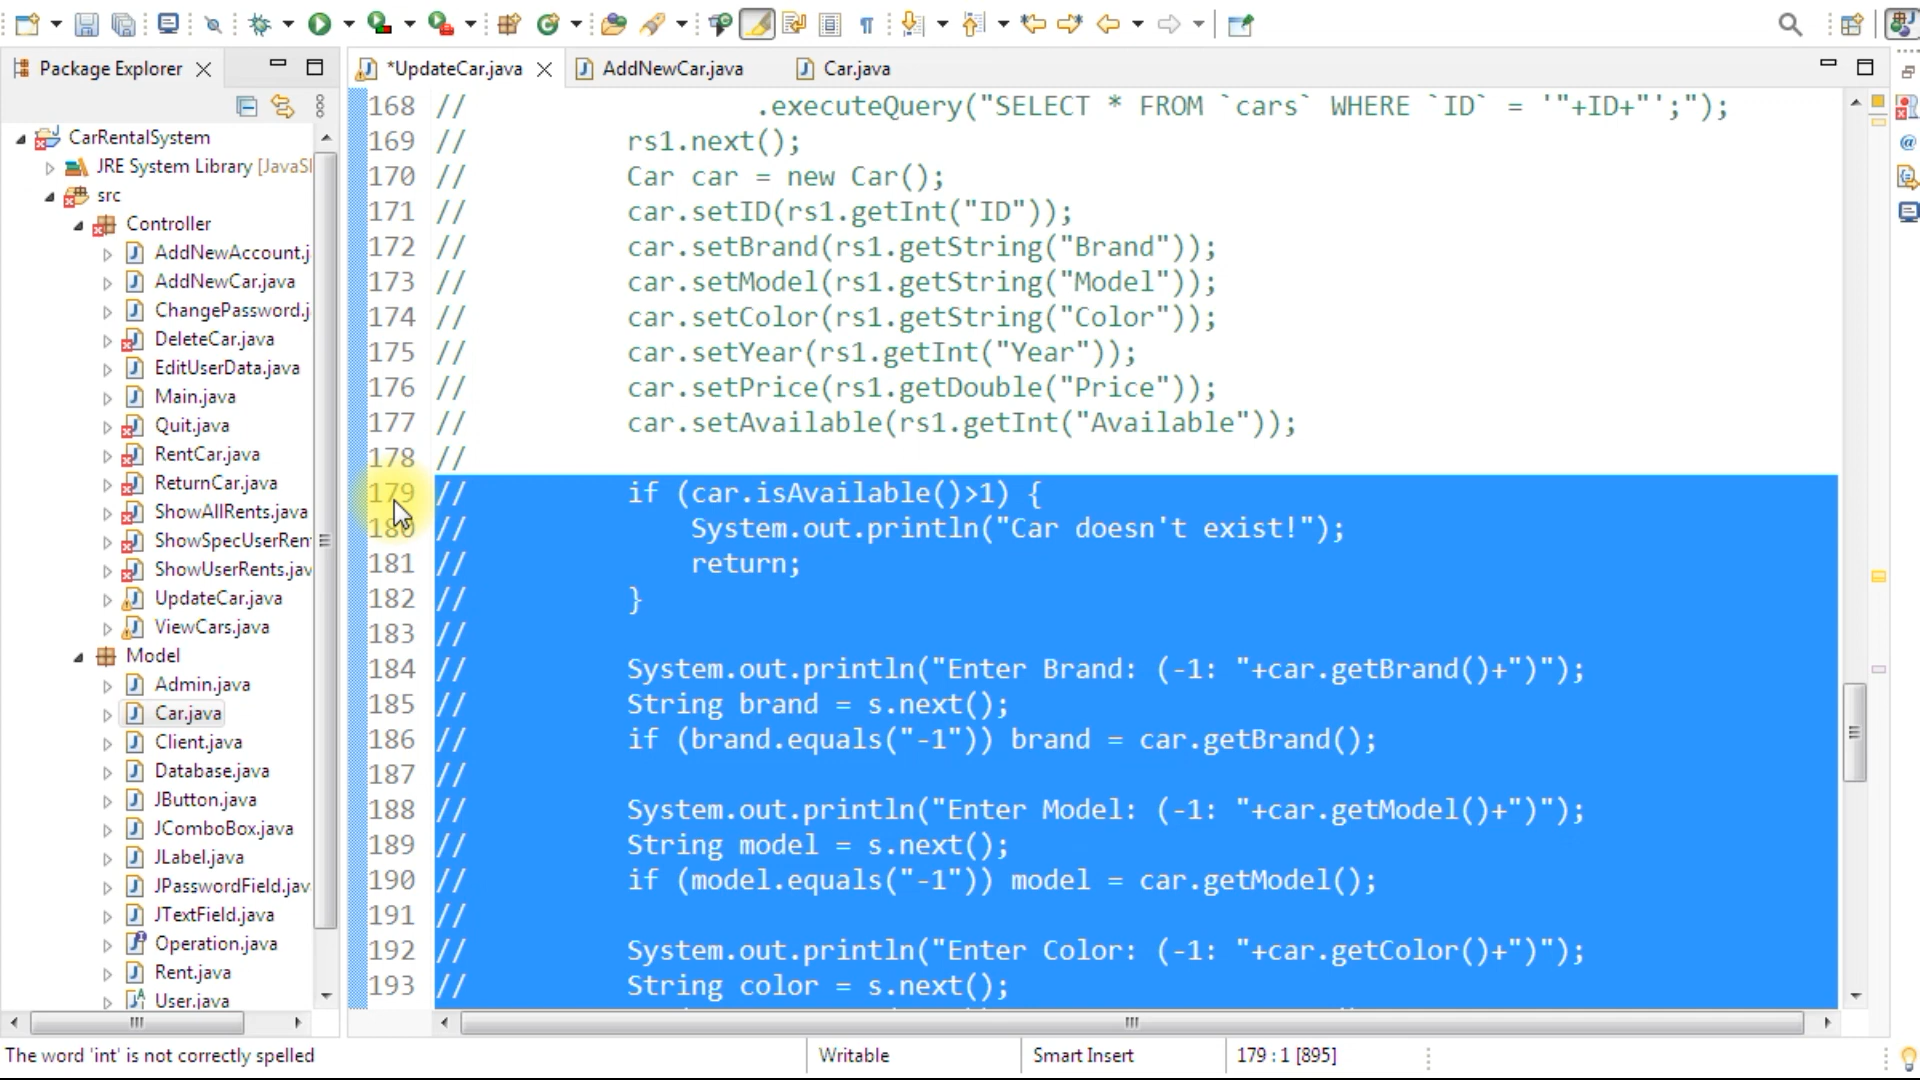 Package Explorer
*UpdateCar.java
AddNewCar.java
Car.java
CarRentalSystem
JRE System Library [JavaSE
src
Controller
AddNewAccount.j
AddNewCar.java
ChangePassword.j
DeleteCar.java
EditUserData.java
Main.java
Quit.java
RentCar.java
ReturnCar.java
ShowAllRents.java
ShowSpecUserRen
ShowUserRents.jav
UpdateCar.java
ViewCars.java
Model
Admin.java
Car.java
Client.java
Database.java
JButton.java
JComboBox.java
JLabel.java
JPasswordField.jav
JTextField.java
Operation.java
Rent.java
User.java
168 // .executeQuery("SELECT * FROM `cars` WHERE `ID` = '"+ID+"';");
169 // rs1.next();
170 // Car car = new Car();
171 // car.setID(rs1.getInt("ID"));
172 // car.setBrand(rs1.getString("Brand"));
173 // car.setModel(rs1.getString("Model"));
174 // car.setColor(rs1.getString("Color"));
175 // car.setYear(rs1.getInt("Year"));
176 // car.setPrice(rs1.getDouble("Price"));
177 // car.setAvailable(rs1.getInt("Available"));
178 //
179 // if (car.isAvailable()>1) {
180 // System.out.println("Car doesn't exist!");
181 // return;
182 // }
183 //
184 // System.out.println("Enter Brand: (-1: "+car.getBrand()+")");
185 // String brand = s.next();
186 // if (brand.equals("-1")) brand = car.getBrand();
187 //
188 // System.out.println("Enter Model: (-1: "+car.getModel()+")");
189 // String model = s.next();
190 // if (model.equals("-1")) model = car.getModel();
191 //
192 // System.out.println("Enter Color: (-1: "+car.getColor()+")");
193 // String color = s.next();
The word 'int' is not correctly spelled
Writable
Smart Insert
179 : 1 [895]